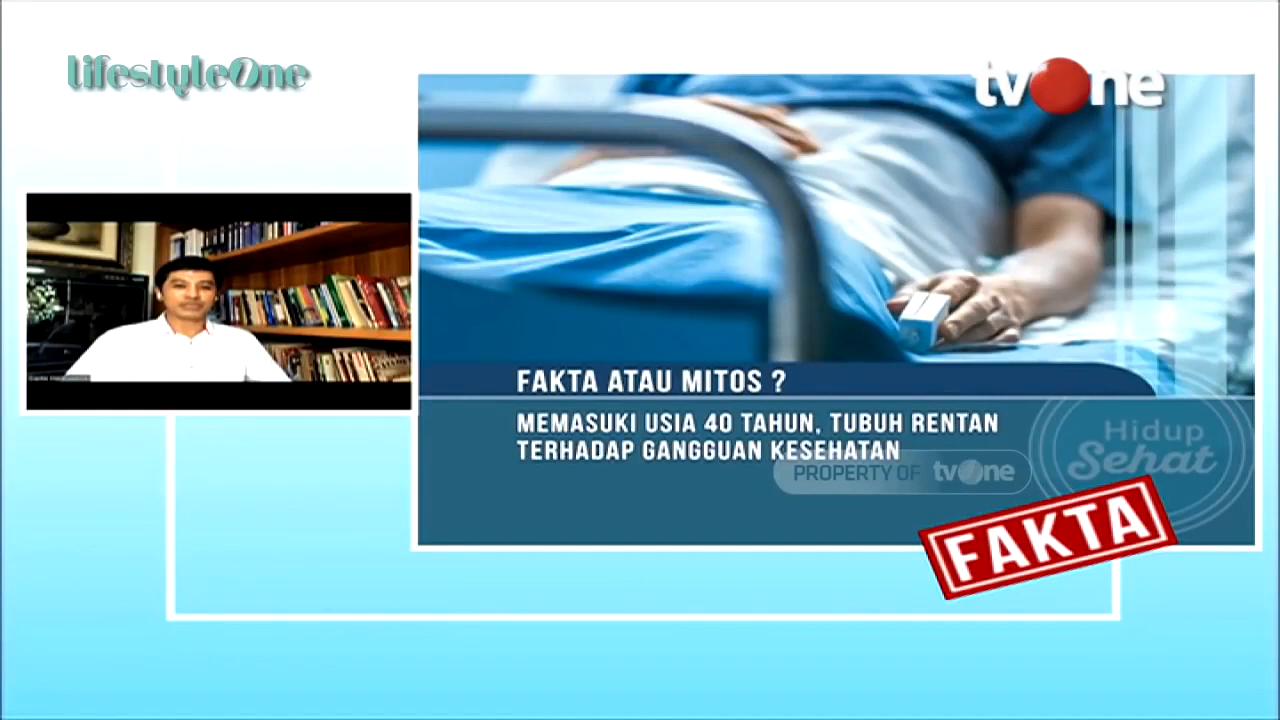 lifestyleOne
tvOne
FAKTA ATAU MITOS ?
MEMASUKI USIA 40 TAHUN, TUBUH RENTAN
TERHADAP GANGGUAN KESEHATAN
Hidup
Sehat
PROPERTY OF tvOne
FAKTA